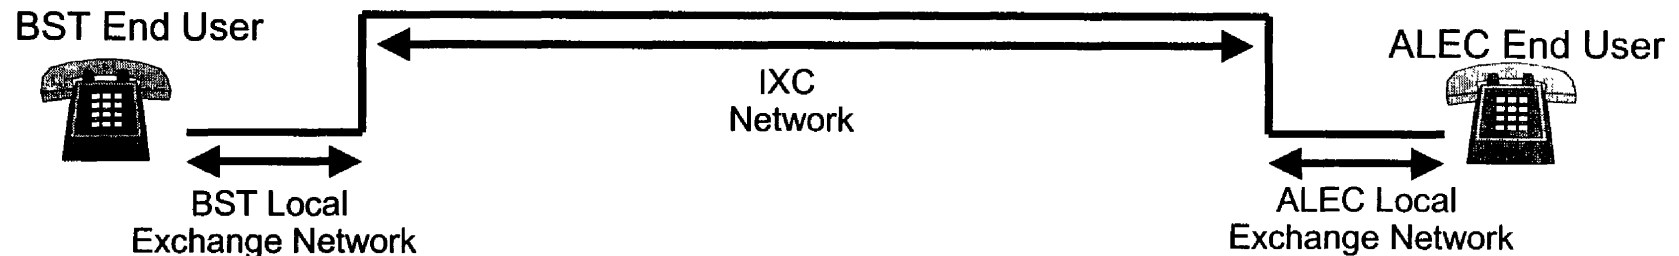 BST End User
ALEC End User
IXC
Network
BST Local
Exchange Network
ALEC Local
Exchange Network